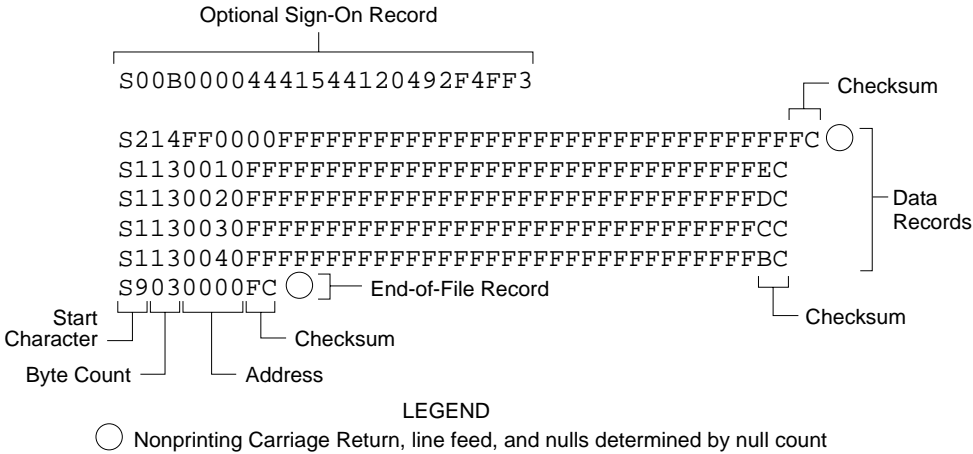 Optional Sign-On Record
S00B00004441544120492F4FF3
Checksum
S214FF0000FFFFFFFFFFFFFFFFFFFFFFFFFFFFFFFFFC
S1130010FFFFFFFFFFFFFFFFFFFFFFFFFFFFFFFFEC
S1130020FFFFFFFFFFFFFFFFFFFFFFFFFFFFFFFFDC
S1130030FFFFFFFFFFFFFFFFFFFFFFFFFFFFFFFFCC
S1130040FFFFFFFFFFFFFFFFFFFFFFFFFFFFFFFFBC
Data
Records
S9030000FC
End-of-File Record
Start
Character
Checksum
Checksum
Byte Count
Address
LEGEND
Nonprinting Carriage Return, line feed, and nulls determined by null count